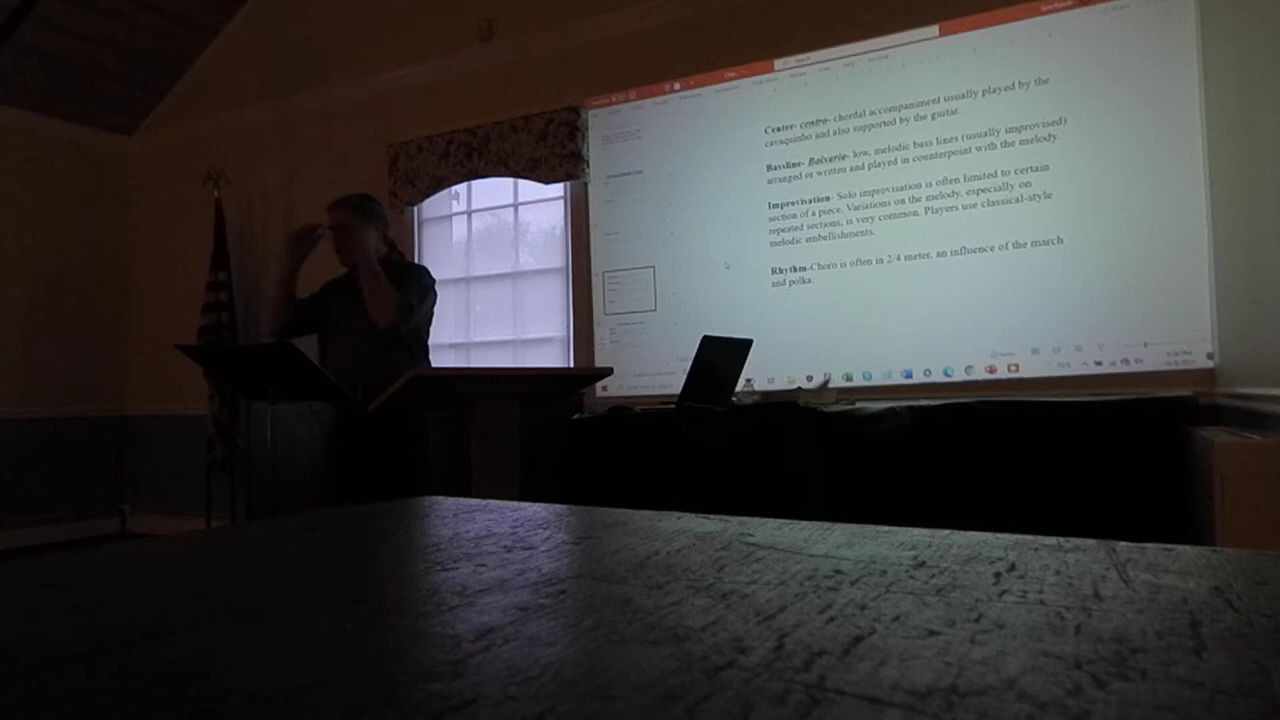 Center- centro- chordal accompaniment usually played by the
cavaquinho and also supported by the guitar.
Bassline- Baixeria- low, melodic bass lines (usually improvised)
arranged or written and played in counterpoint with the melody.
Improvisation- Solo improvisation is often limited to certain
section of a piece. Variations on the melody, especially on
repeated sections, is very common. Players use classical-style
melodic embellishments.
Rhythm-Choro is often in 2/4 meter, an influence of the march
and polka.